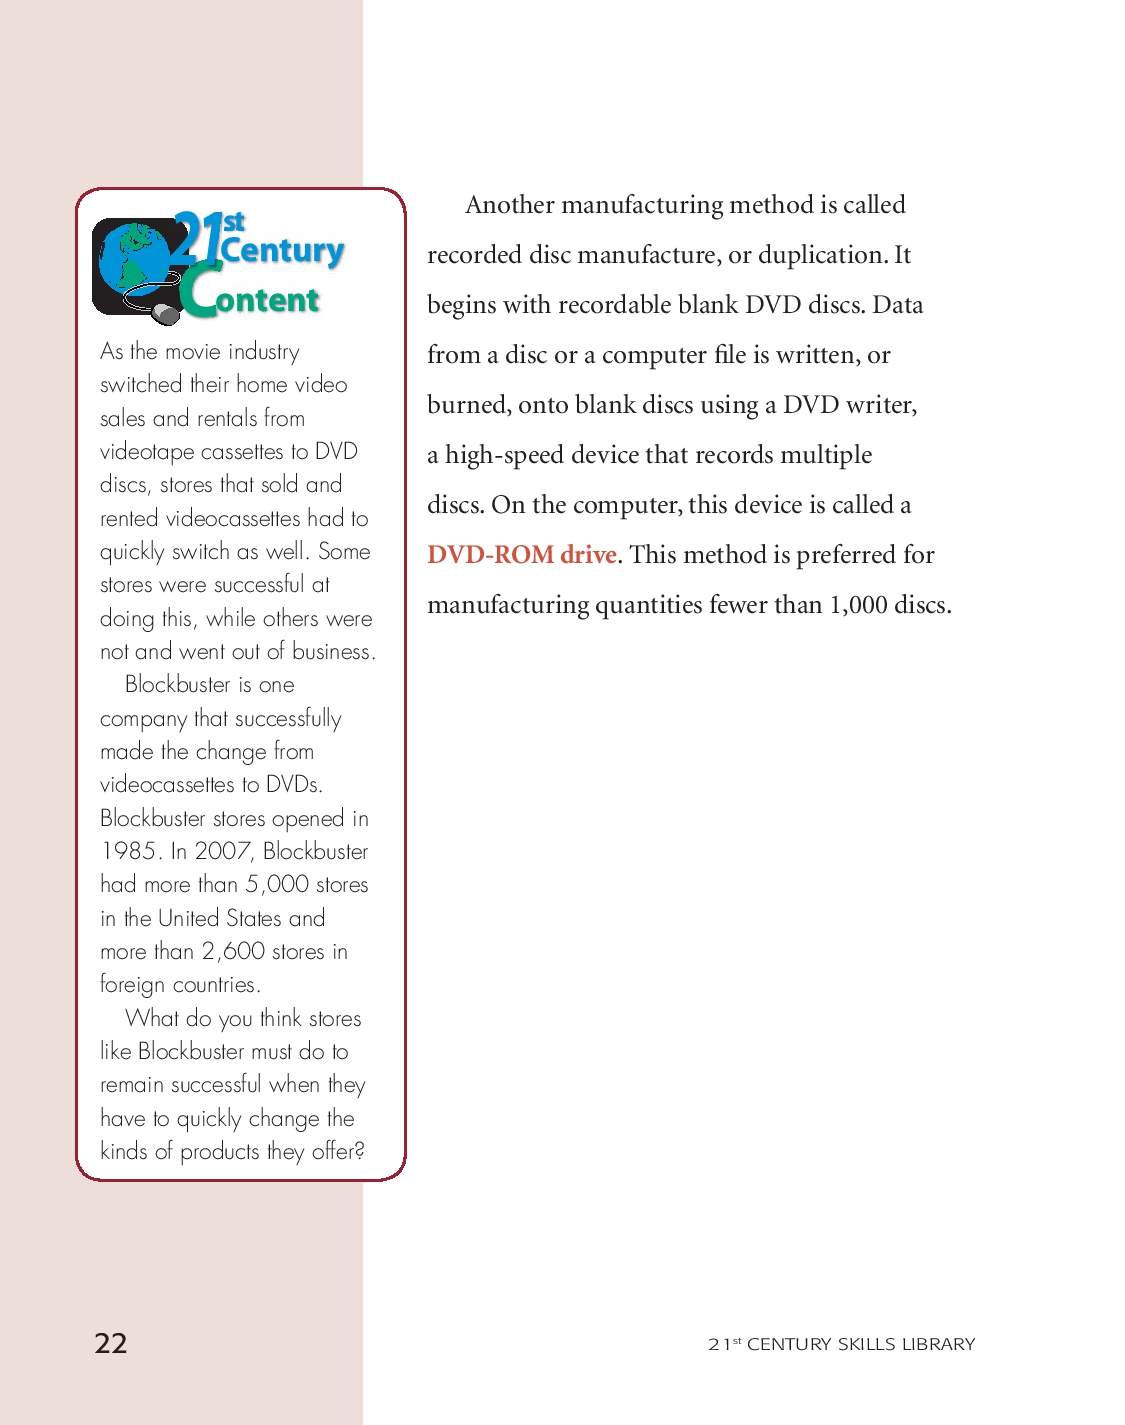 21st
Century
Content
As the movie industry
switched their home video
sales and rentals from
videotape cassettes to DVD
discs, stores that sold and
rented videocassettes had to
quickly switch as well. Some
stores were successful at
doing this, while others were
not and went out of business.
Blockbuster is one
company that successfully
made the change from
videocassettes to DVDs.
Blockbuster stores opened in
1985. In 2007, Blockbuster
had more than 5,000 stores
in the United States and
more than 2,600 stores in
foreign countries.
What do you think stores
like Blockbuster must do to
remain successful when they
have to quickly change the
kinds of products they offer?
Another manufacturing method is called
recorded disc manufacture, or duplication. It
begins with recordable blank DVD discs. Data
from a disc or a computer file is written, or
burned, onto blank discs using a DVD writer,
a high-speed device that records multiple
discs. On the computer, this device is called a
DVD-ROM drive. This method is preferred for
manufacturing quantities fewer than 1,000 discs.
22
21st CENTURY SKILLS LIBRARY